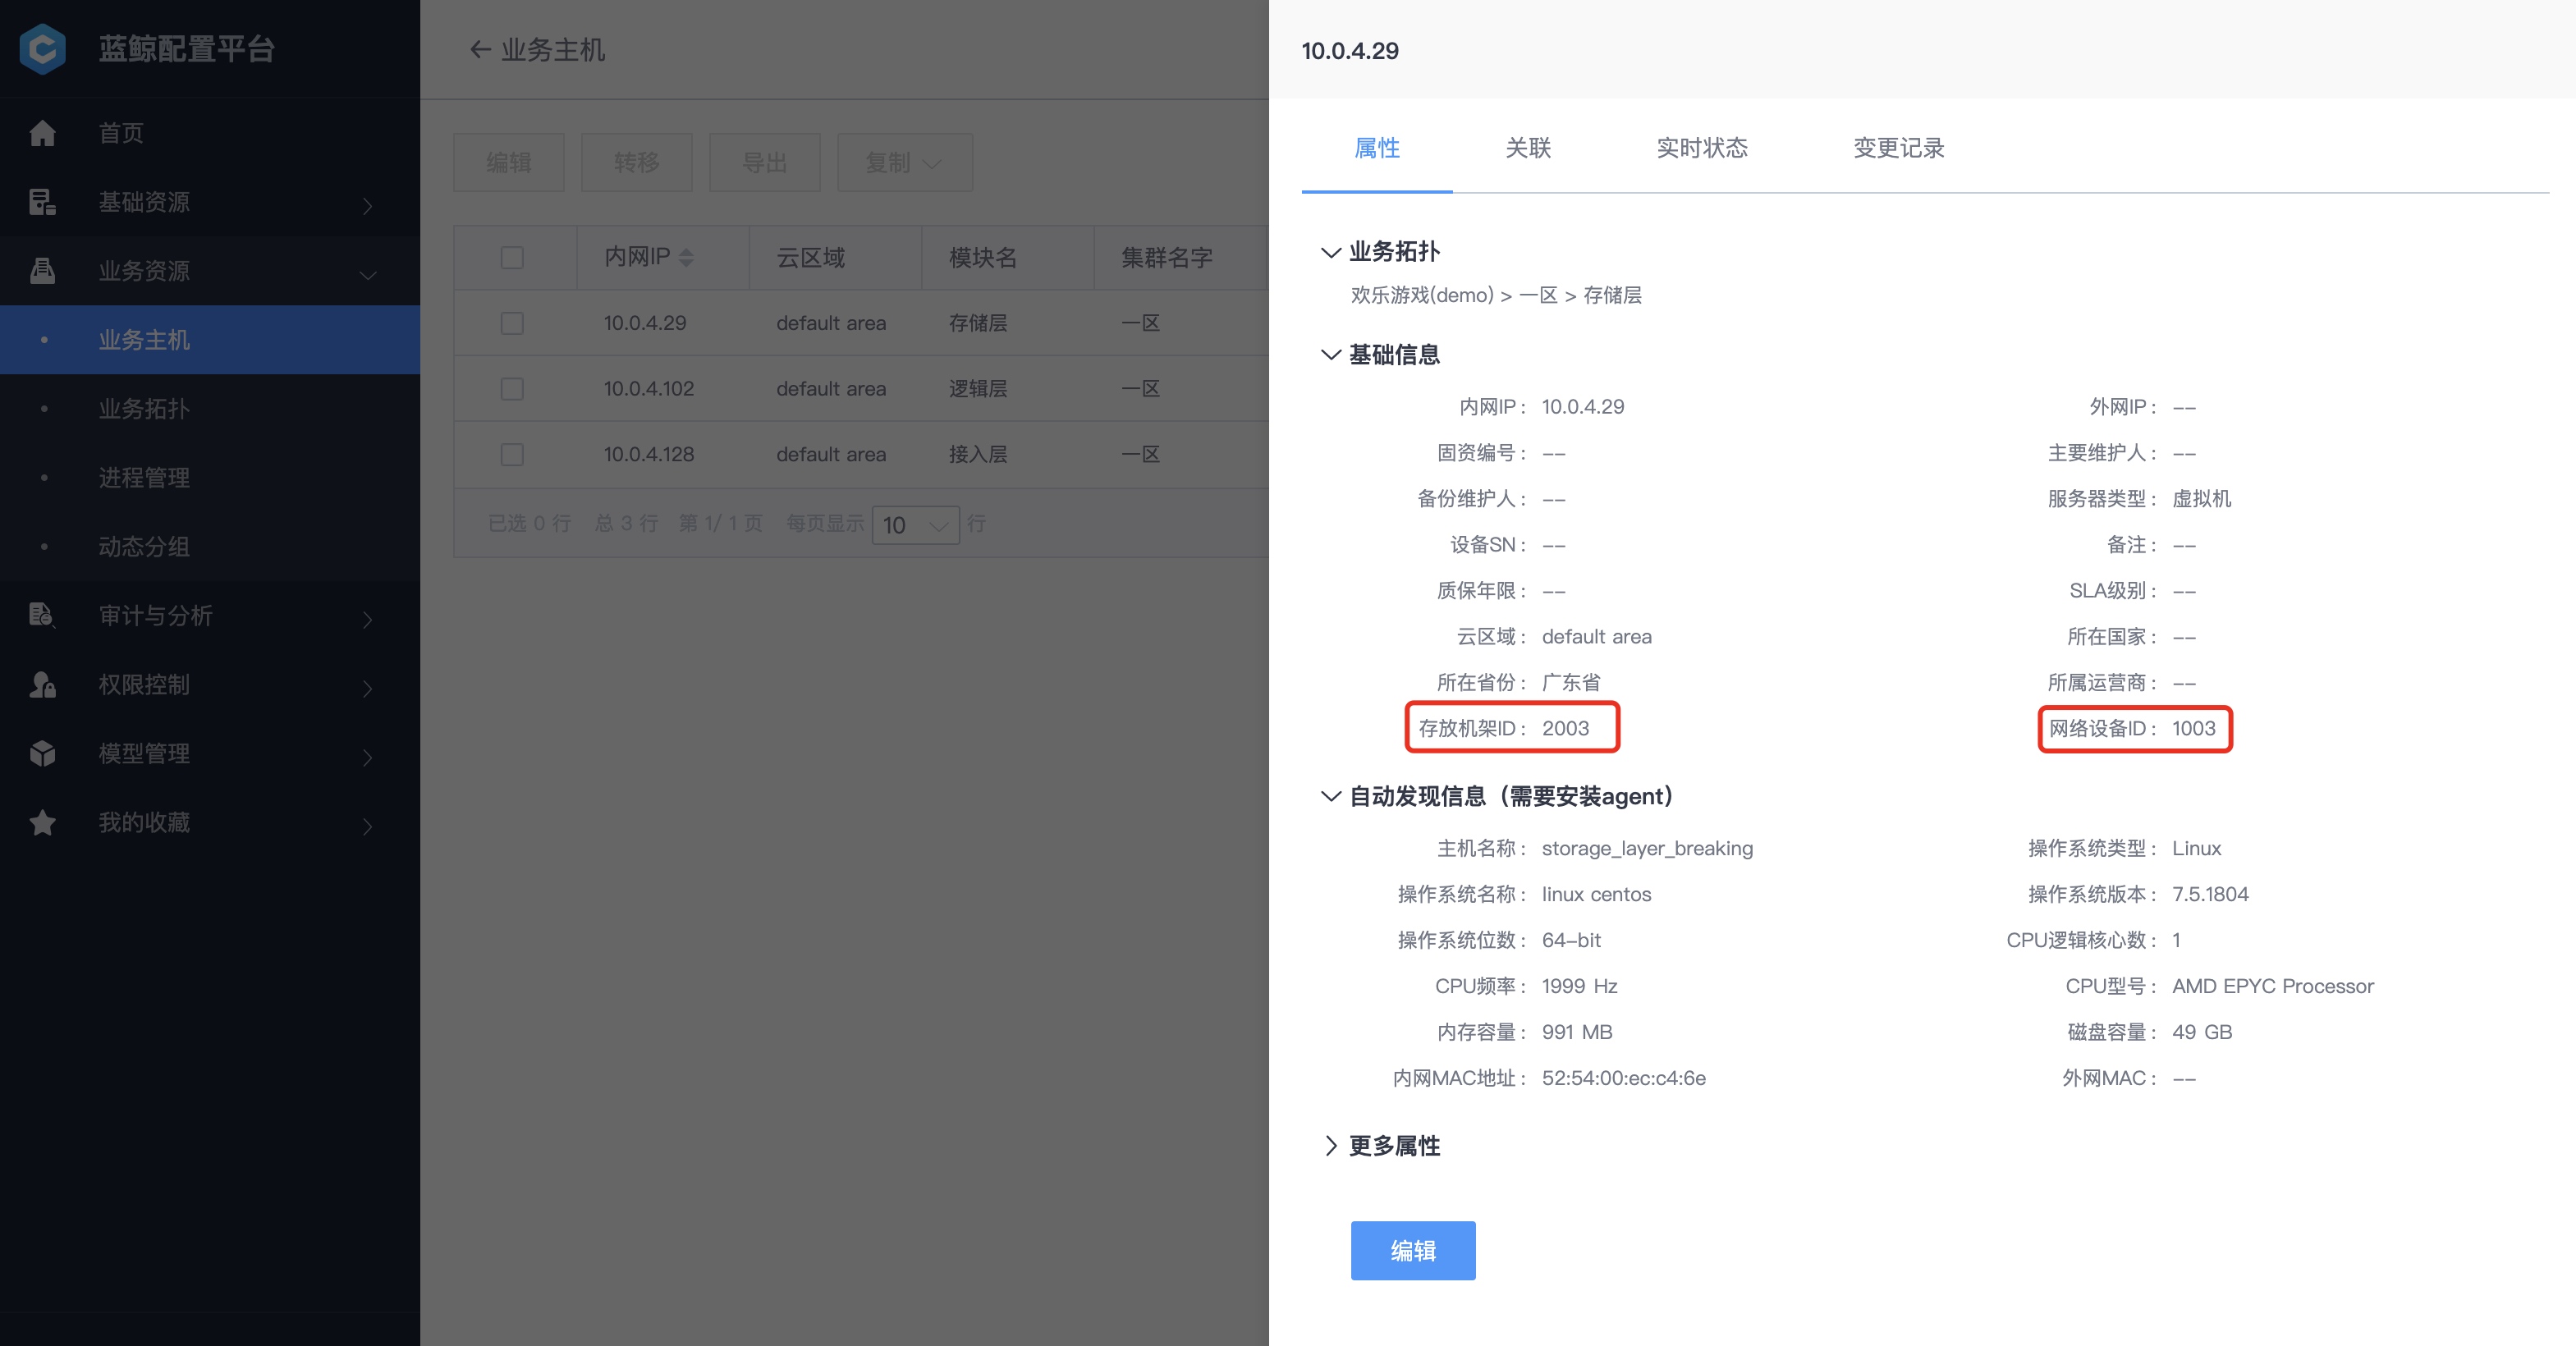 蓝鲸配置平台
首页
基础资源
业务资源
业务主机
业务拓扑
进程管理
动态分组
审计与分析
权限控制
模型管理
我的收藏
业务主机
编辑 转移 导出 复制
内网IP 云区域 模块名 集群名字
10.0.4.29 default area 存储层 一区
10.0.4.102 default area 逻辑层 一区
10.0.4.128 default area 接入层 一区
已选 0 行 总 3 行 第 1/ 1 页 每页显示 10 行
10.0.4.29
属性 关联 实时状态 变更记录
业务拓扑
欢乐游戏(demo) > 一区 > 存储层
基础信息
内网IP： 10.0.4.29 外网IP： --
固资编号： -- 主要维护人： --
备份维护人： -- 服务器类型： 虚拟机
设备SN： -- 备注： --
质保年限： -- SLA级别： --
云区域： default area 所在国家： --
所在省份： 广东省 所属运营商： --
存放机架ID： 2003 网络设备ID： 1003
自动发现信息（需要安装agent）
主机名称： storage_layer_breaking 操作系统类型： Linux
操作系统名称： linux centos 操作系统版本： 7.5.1804
操作系统位数： 64-bit CPU逻辑核心数： 1
CPU频率： 1999 Hz CPU型号： AMD EPYC Processor
内存容量： 991 MB 磁盘容量： 49 GB
内网MAC地址： 52:54:00:ec:c4:6e 外网MAC： --
更多属性
编辑